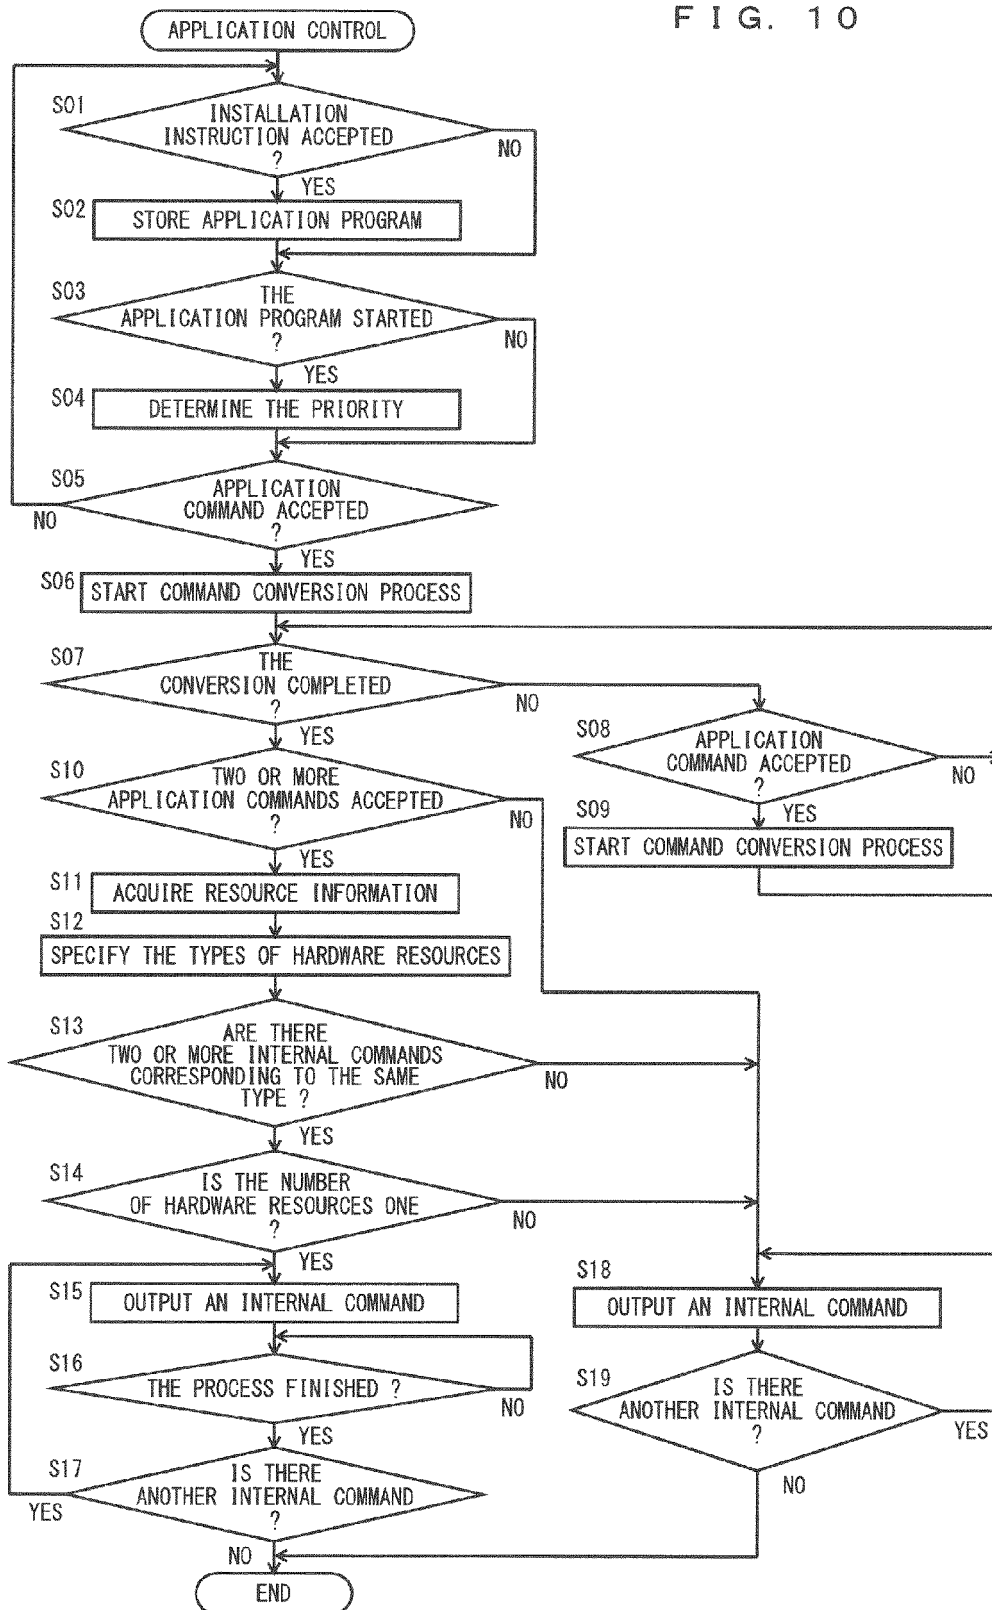 FIG. 10
APPLICATION CONTROL
S01
INSTALLATION
INSTRUCTION ACCEPTED
?
NO
YES
S02
STORE APPLICATION PROGRAM
S03
THE
APPLICATION PROGRAM STARTED
?
NO
YES
S04
DETERMINE THE PRIORITY
S05
APPLICATION
COMMAND ACCEPTED
?
NO
YES
S06
START COMMAND CONVERSION PROCESS
S07
THE
CONVERSION COMPLETED
?
NO
YES
S08
APPLICATION
COMMAND ACCEPTED
?
NO
YES
S09
START COMMAND CONVERSION PROCESS
S10
TWO OR MORE
APPLICATION COMMANDS ACCEPTED
?
NO
YES
S11
ACQUIRE RESOURCE INFORMATION
S12
SPECIFY THE TYPES OF HARDWARE RESOURCES
S13
ARE THERE
TWO OR MORE INTERNAL COMMANDS
CORRESPONDING TO THE SAME
TYPE ?
NO
YES
S14
IS THE NUMBER
OF HARDWARE RESOURCES ONE
?
NO
YES
S15
OUTPUT AN INTERNAL COMMAND
S16
THE PROCESS FINISHED ?
NO
YES
S17
IS THERE
ANOTHER INTERNAL COMMAND
?
YES
NO
S18
OUTPUT AN INTERNAL COMMAND
S19
IS THERE
ANOTHER INTERNAL COMMAND
?
YES
NO
END